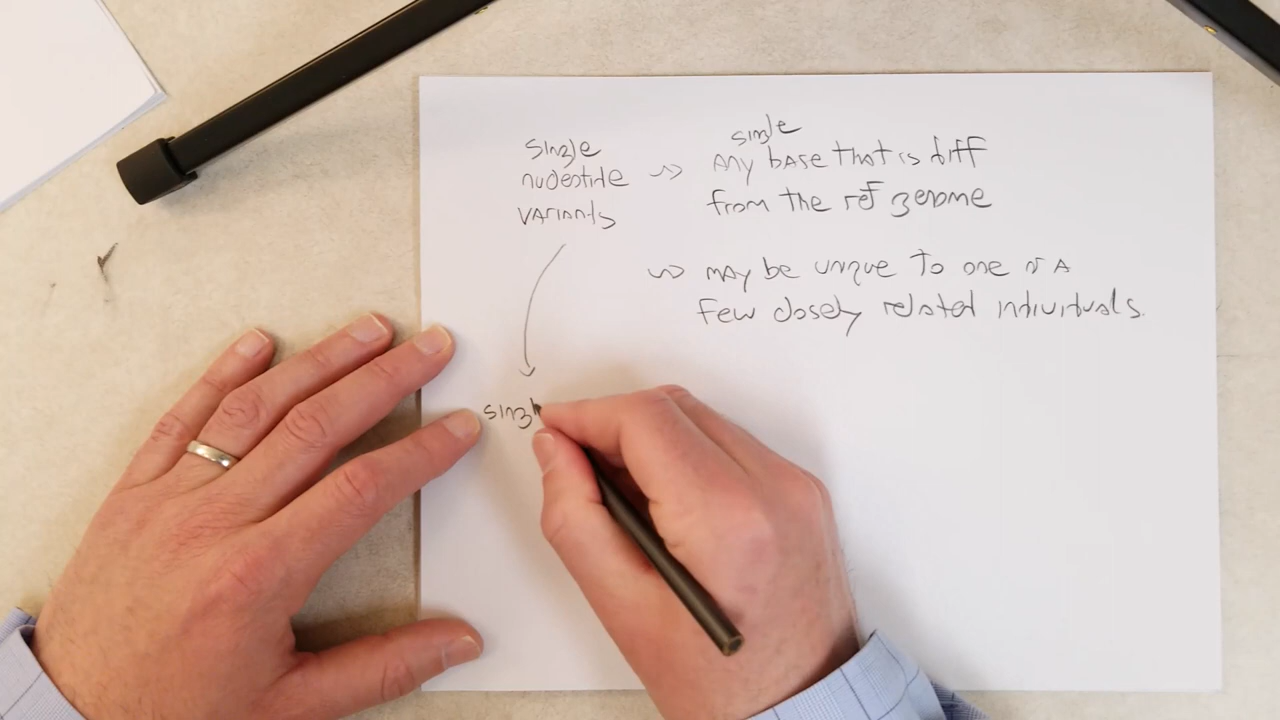 single
nucleotide
variants
→ single
Any base that is diff
from the ref genome
→ may be unique to one or a
few closely related individuals.
singl